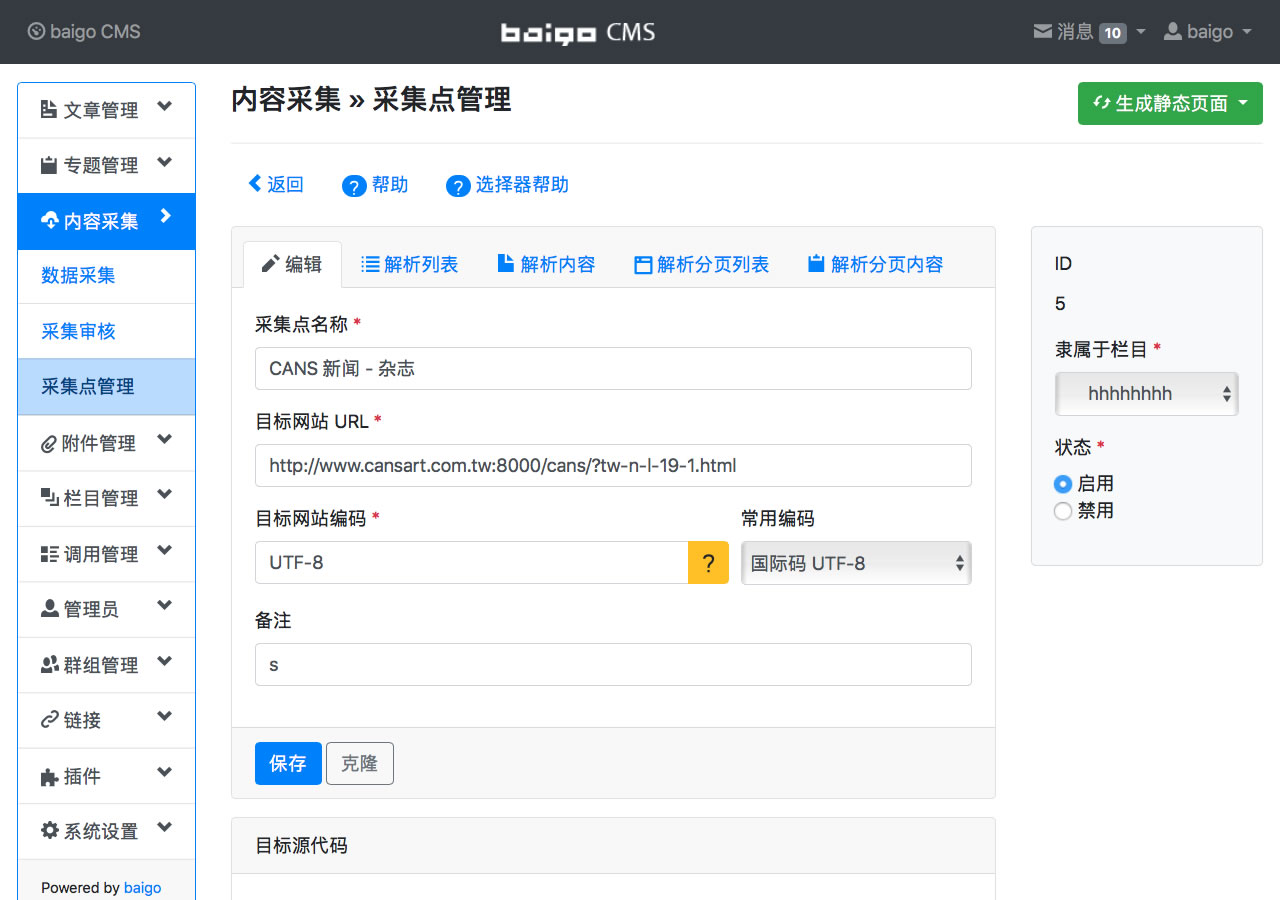 baigo CMS
baigo CMS
消息 10
baigo
文章管理
专题管理
内容采集
数据采集
采集审核
采集点管理
附件管理
栏目管理
调用管理
管理员
群组管理
链接
插件
系统设置
Powered by baigo
内容采集 » 采集点管理
生成静态页面
返回
? 帮助
? 选择器帮助
编辑
解析列表
解析内容
解析分页列表
解析分页内容
采集点名称 *
CANS 新闻 - 杂志
目标网站 URL *
http://www.cansart.com.tw:8000/cans/?tw-n-l-19-1.html
目标网站编码 *
常用编码
UTF-8 ?
国际码 UTF-8
备注
s
保存
克隆
目标源代码
ID
5
隶属于栏目 *
hhhhhhhh
状态 *
启用
禁用